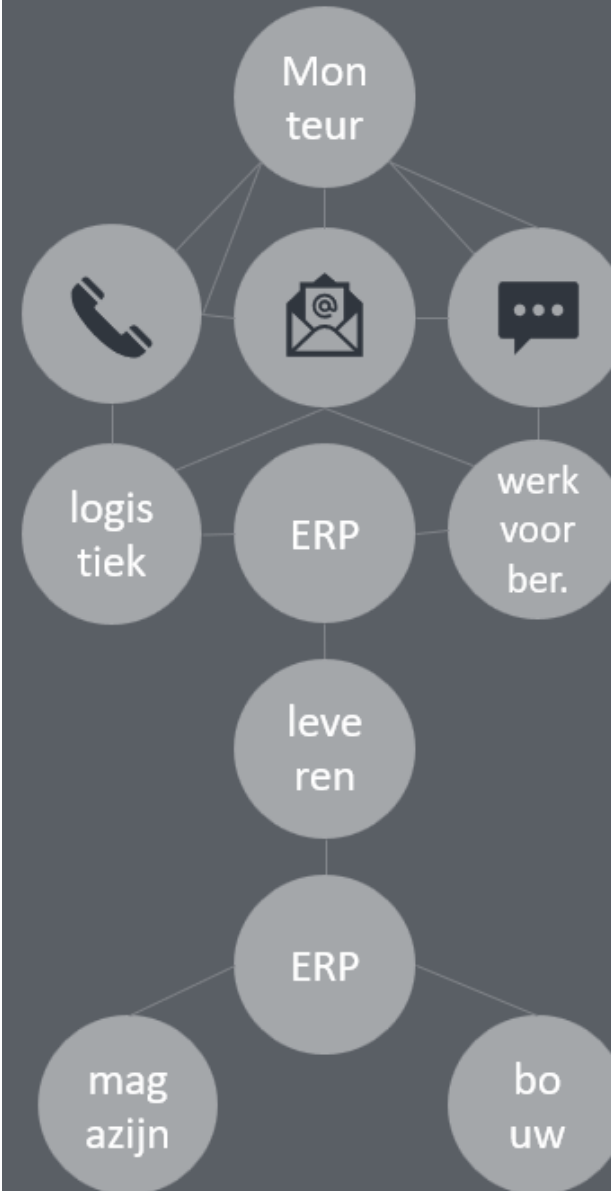 Mon
teur
@
logis
tiek
ERP
werk
voor
ber.
leve
ren
ERP
mag
azijn
bo
uw